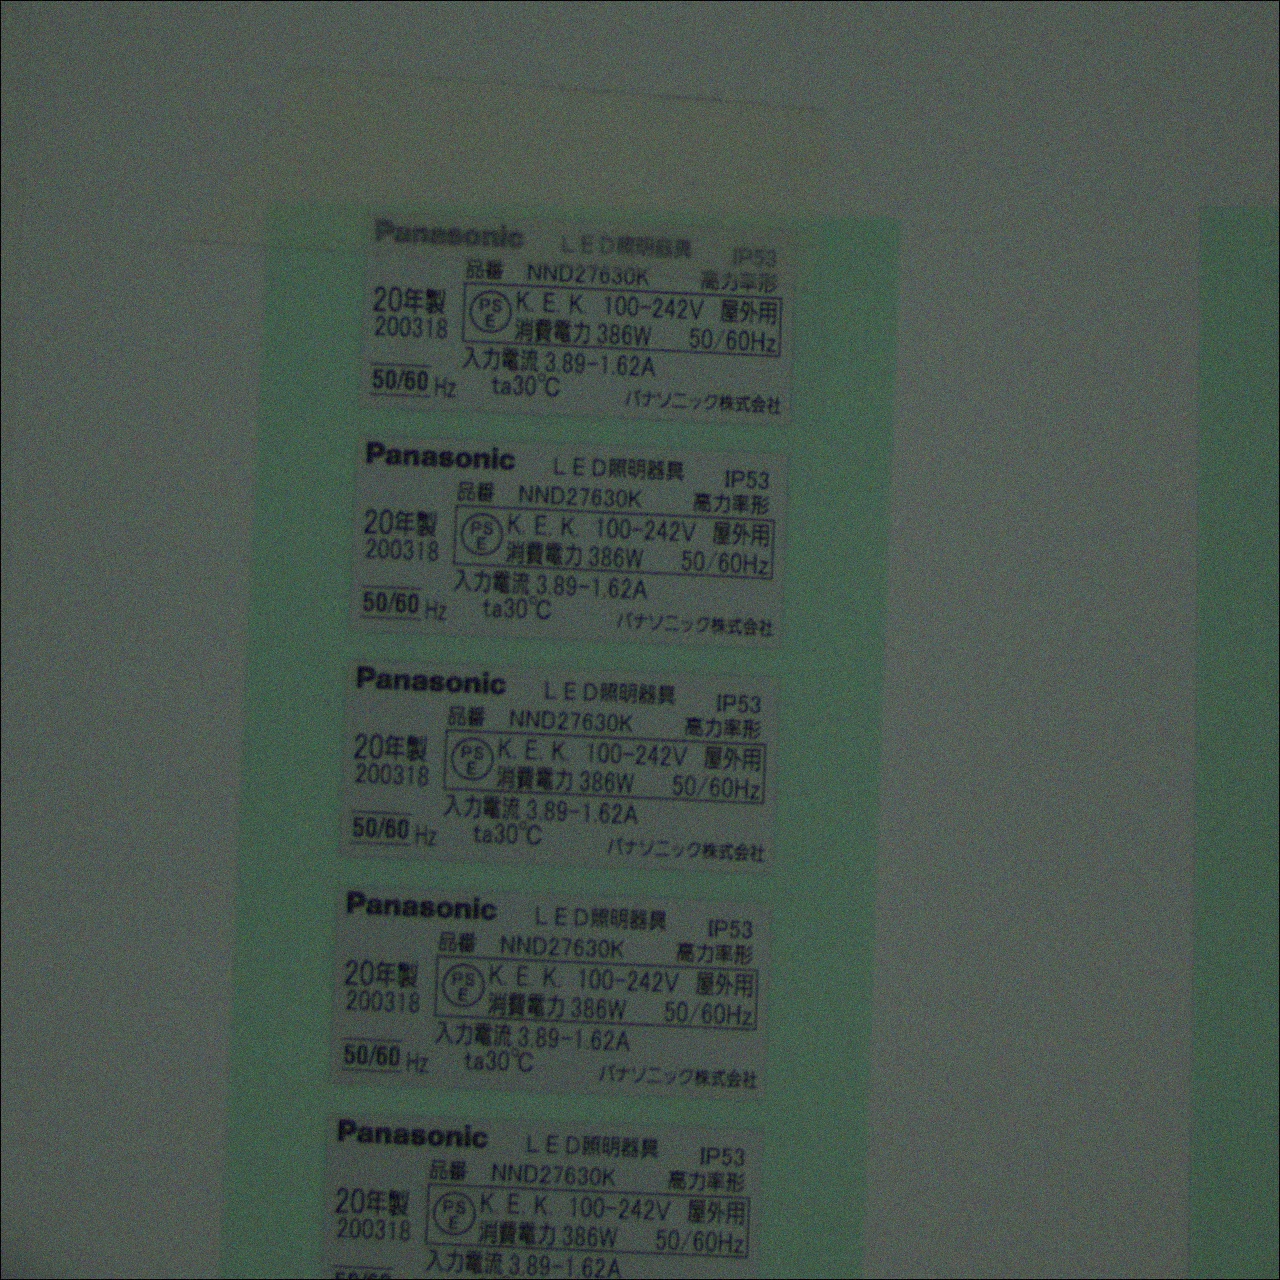 Panasonic LED照明器具 IP53
品番 NND27630K 高力率形
20年製 PSE K.E.K. 100-242V 屋外用
200318 消費電力 386W 50/60Hz
入力電流 3.89-1.62A
50/60 Hz ta30℃ パナソニック株式会社
Panasonic LED照明器具 IP53
品番 NND27630K 高力率形
20年製 PSE K.E.K. 100-242V 屋外用
200318 消費電力 386W 50/60Hz
入力電流 3.89-1.62A
50/60 Hz ta30℃ パナソニック株式会社
Panasonic LED照明器具 IP53
品番 NND27630K 高力率形
20年製 PSE K.E.K. 100-242V 屋外用
200318 消費電力 386W 50/60Hz
入力電流 3.89-1.62A
50/60 Hz ta30℃ パナソニック株式会社
Panasonic LED照明器具 IP53
品番 NND27630K 高力率形
20年製 PSE K.E.K. 100-242V 屋外用
200318 消費電力 386W 50/60Hz
入力電流 3.89-1.62A
50/60 Hz ta30℃ パナソニック株式会社
Panasonic LED照明器具 IP53
品番 NND27630K 高力率形
20年製 PSE K.E.K. 100-242V 屋外用
200318 消費電力 386W 50/60Hz
入力電流 3.89-1.62A